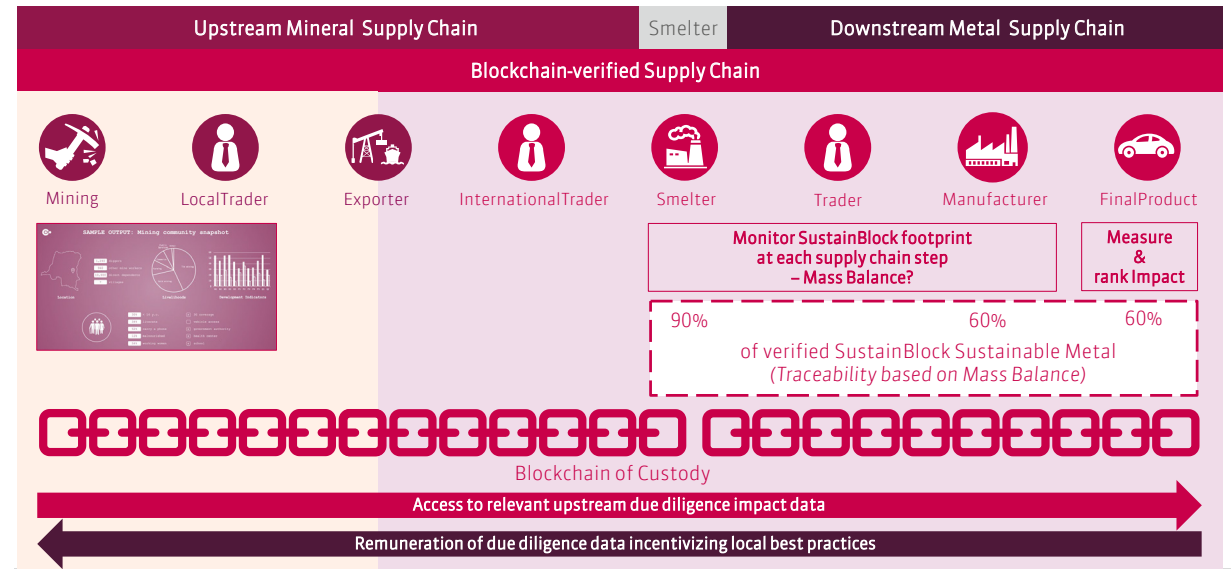 Upstream Mineral Supply Chain
Smelter
Downstream Metal Supply Chain
Blockchain-verified Supply Chain
Mining
LocalTrader
Exporter
InternationalTrader
Smelter
Trader
Manufacturer
FinalProduct
SAMPLE OUTPUT: Mining community snapshot
Location
Development Indicators
Monitor SustainBlock footprint
at each supply chain step
– Mass Balance?
Measure
&
rank Impact
90%
60%
60%
of verified SustainBlock Sustainable Metal
(Traceability based on Mass Balance)
Blockchain of Custody
Access to relevant upstream due diligence impact data
Remuneration of due diligence data incentivizing local best practices